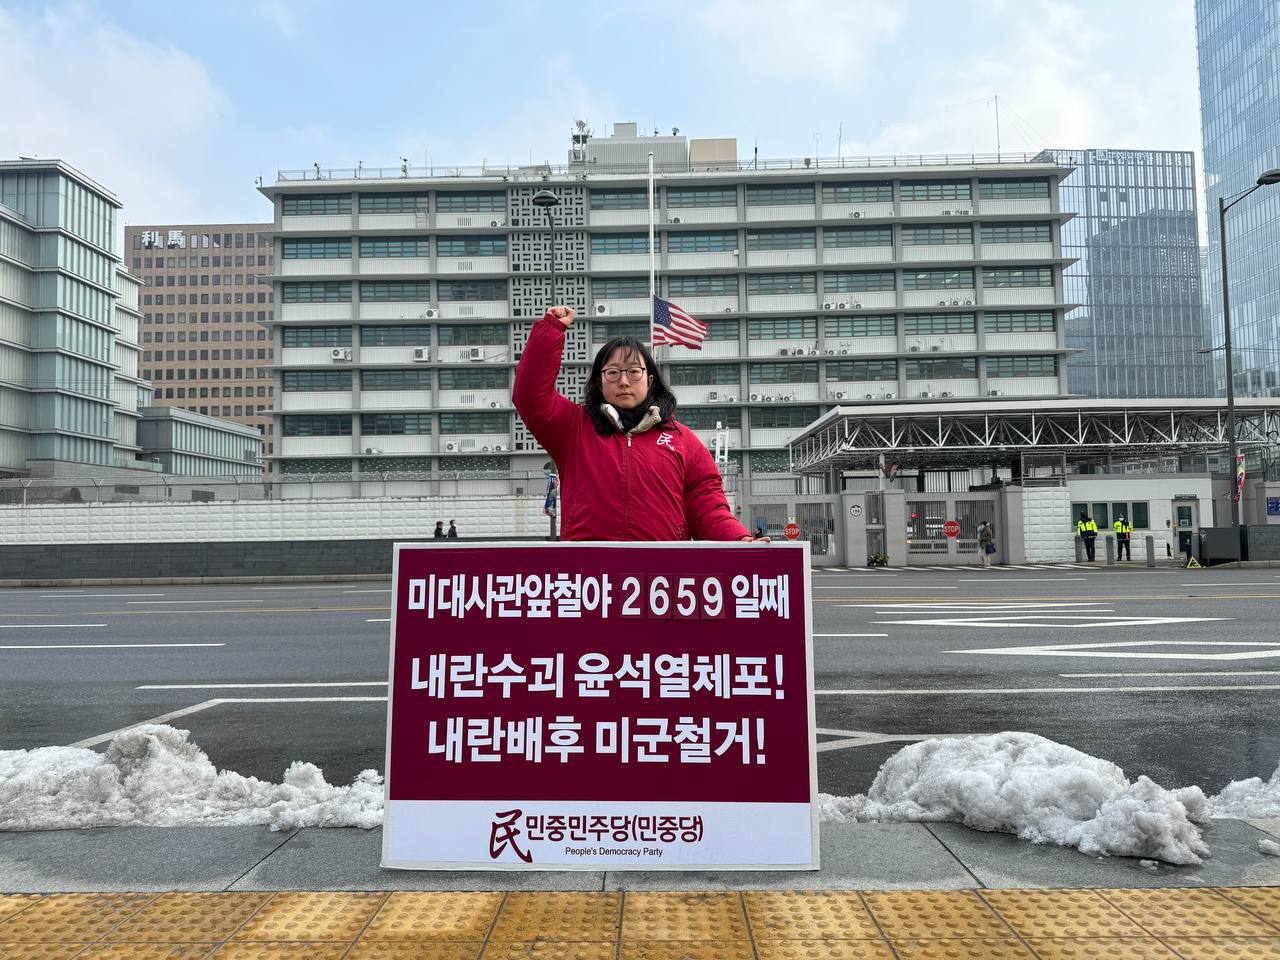 利馬
STOP
STOP
미대사관앞철야 2659 일째
내란수괴 윤석열체포!
내란배후 미군철거!
民 민중민주당(민중당)
People's Democracy Party